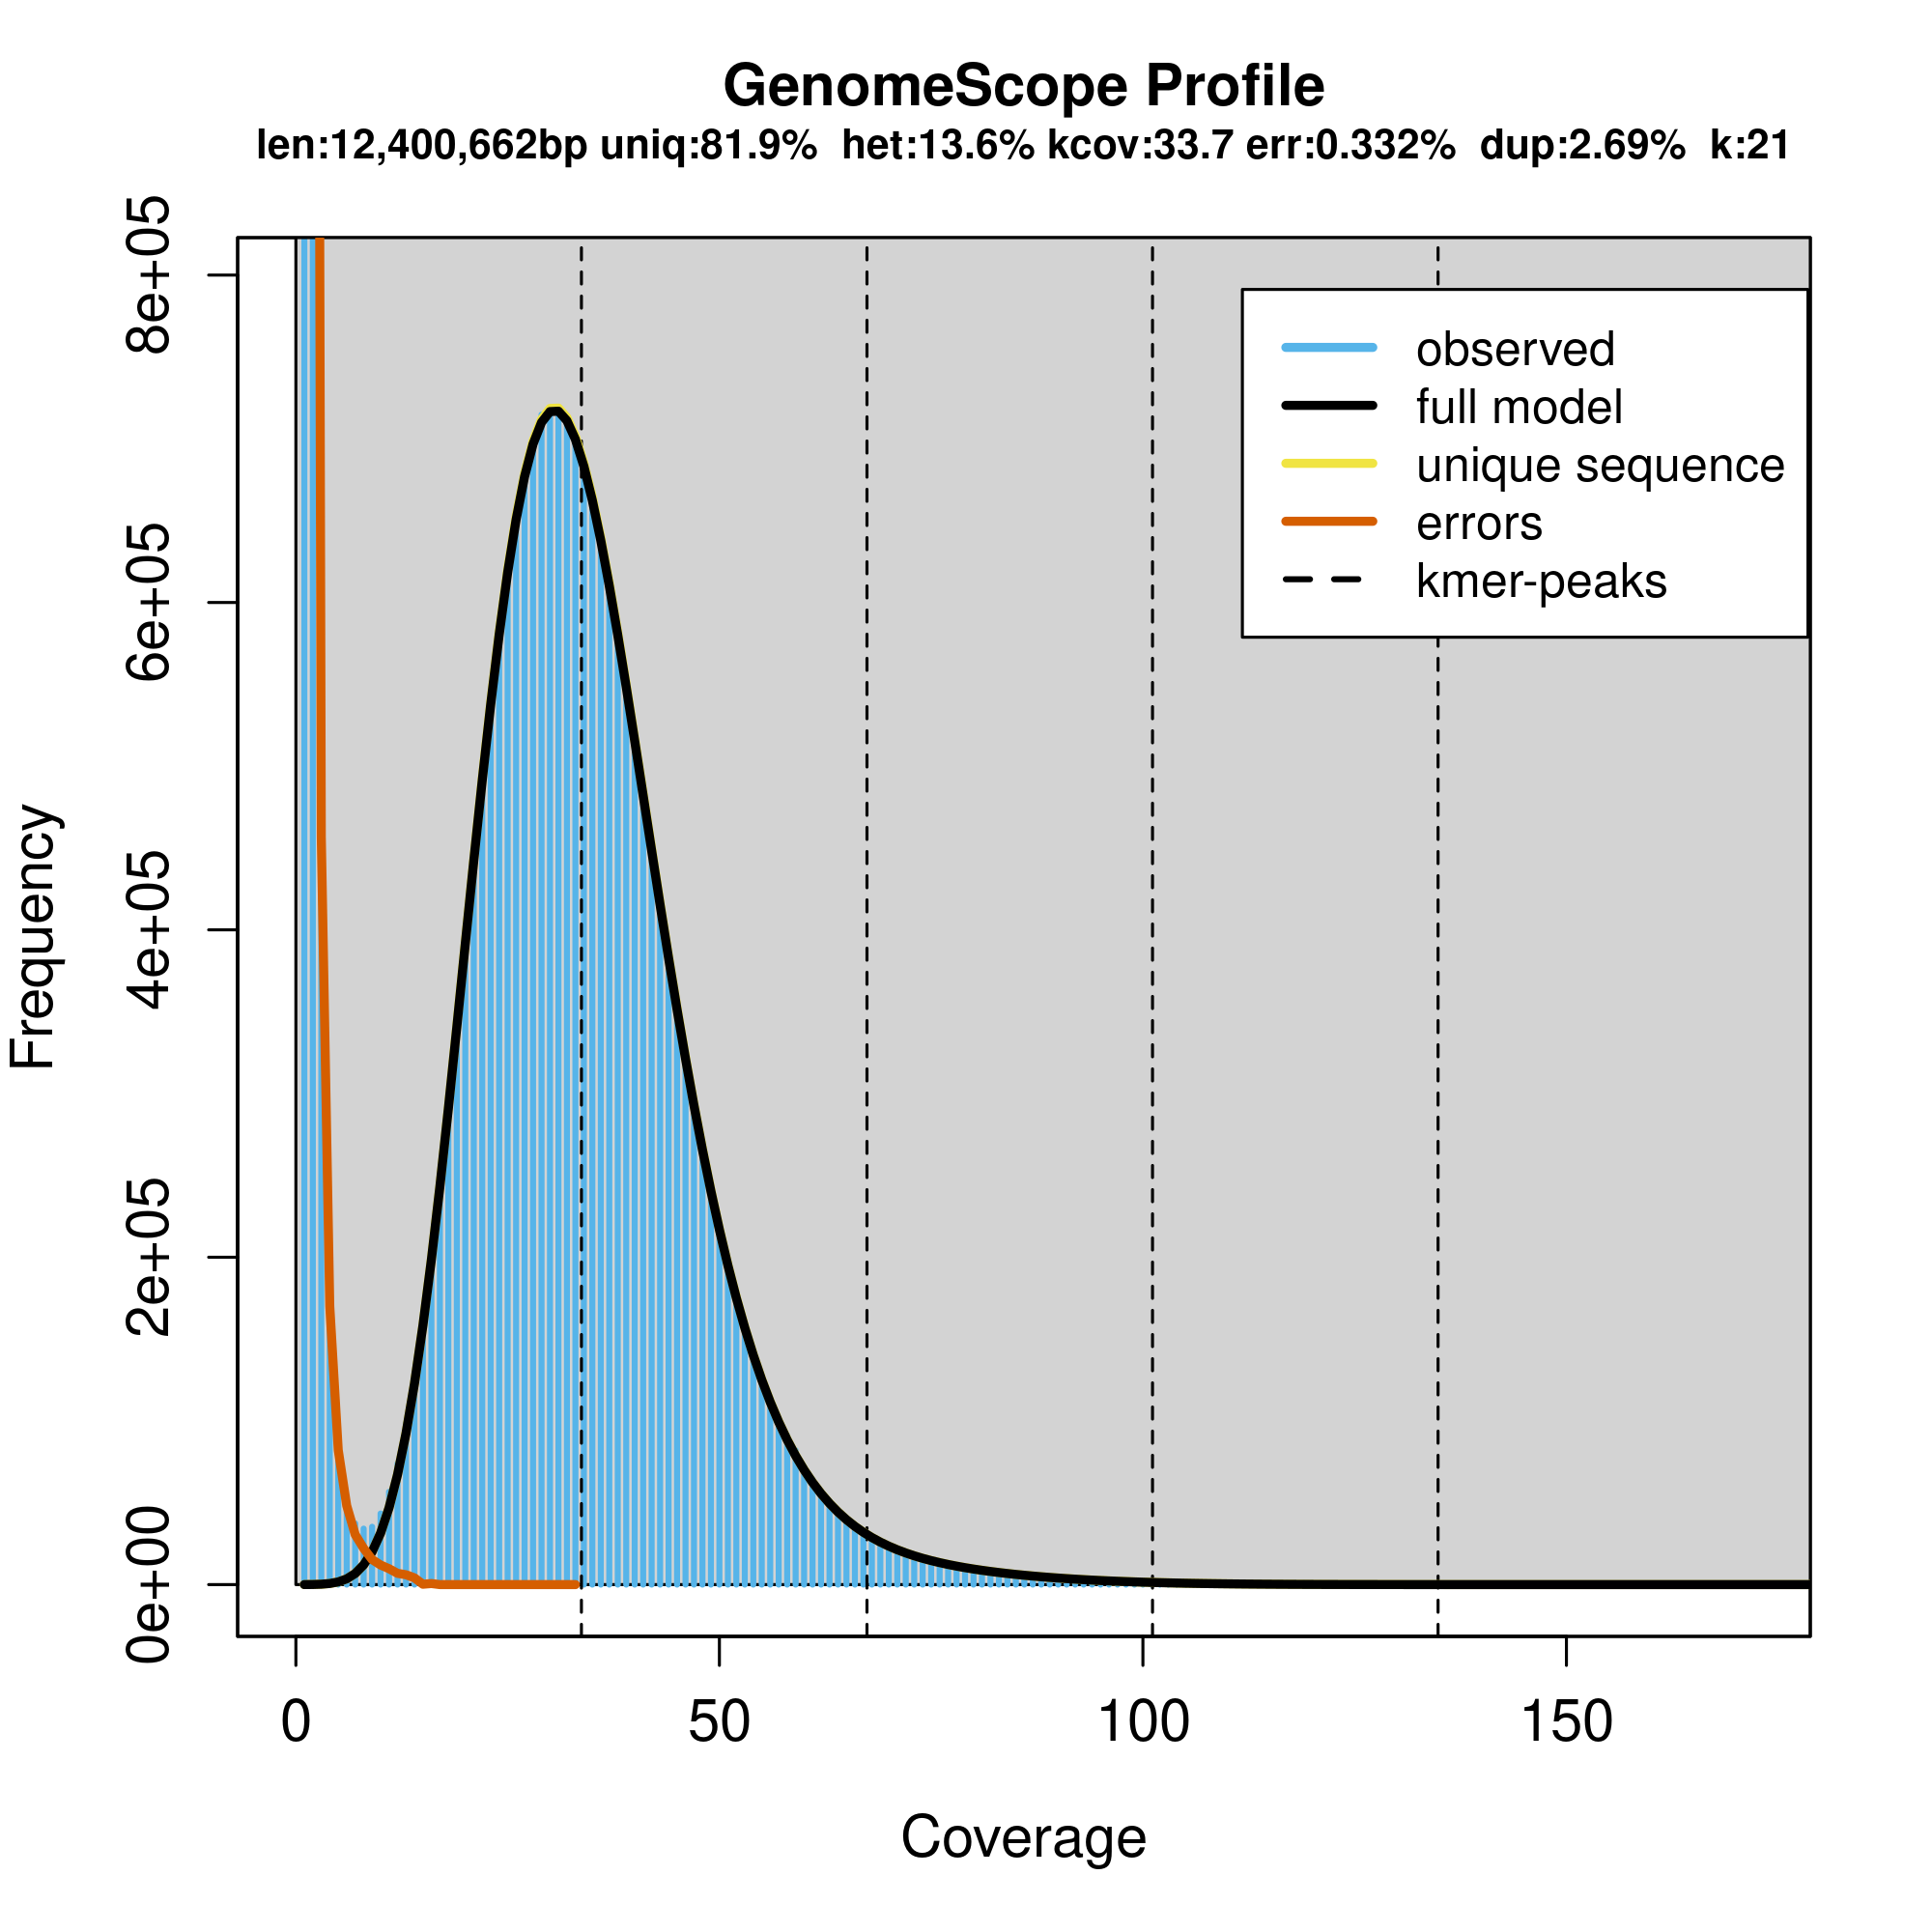 GenomeScope Profile
len:12,400,662bp uniq:81.9%  het:13.6% kcov:33.7 err:0.332%  dup:2.69%  k:21
8e+05
6e+05
4e+05
2e+05
0e+00
Frequency
observed
full model
unique sequence
errors
kmer-peaks
0 50 100 150
Coverage